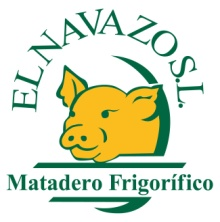 EL NAVAZO S.L.
Matadero Frigorífico